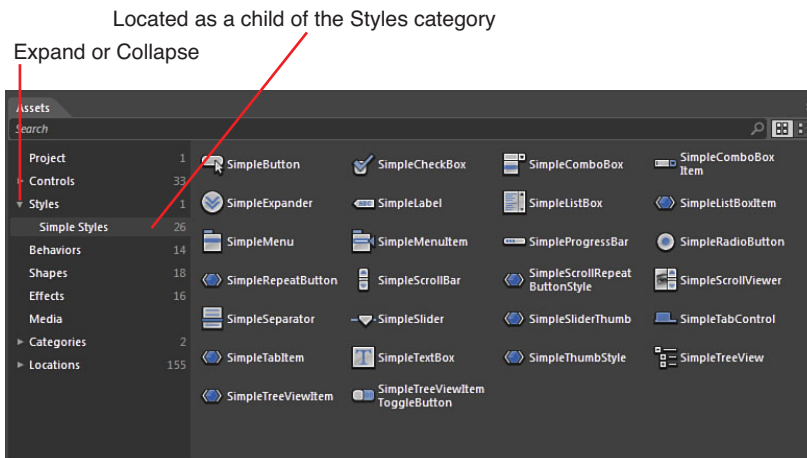 Located as a child of the Styles category
Expand or Collapse
Assets
Search
Project 1
Controls 33
Styles 1
Simple Styles 26
Behaviors 14
Shapes 18
Effects 16
Media
Categories 2
Locations 155
SimpleButton SimpleCheckBox SimpleComboBox SimpleComboBox
Item
SimpleExpander SimpleLabel SimpleListBox SimpleListBoxItem
SimpleMenu SimpleMenuItem SimpleProgressBar SimpleRadioButton
SimpleRepeatButton SimpleScrollBar SimpleScrollRepeat
ButtonStyle SimpleScrollViewer
SimpleSeparator SimpleSlider SimpleSliderThumb SimpleTabControl
SimpleTabItem SimpleTextBox SimpleThumbStyle SimpleTreeView
SimpleTreeViewItem SimpleTreeViewItem
ToggleButton